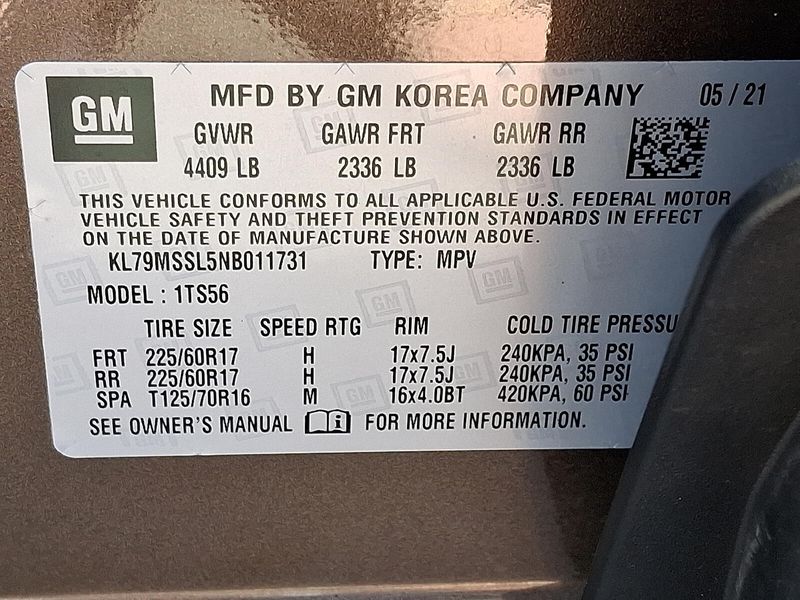 GM MFD BY GM KOREA COMPANY 05 / 21
GVWR GAWR FRT GAWR RR
4409 LB 2336 LB 2336 LB
THIS VEHICLE CONFORMS TO ALL APPLICABLE U.S. FEDERAL MOTOR
VEHICLE SAFETY AND THEFT PREVENTION STANDARDS IN EFFECT
ON THE DATE OF MANUFACTURE SHOWN ABOVE.
KL79MSSL5NB011731 TYPE: MPV
MODEL : 1TS56
TIRE SIZE SPEED RTG RIM COLD TIRE PRESSU
FRT 225/60R17 H 17x7.5J 240KPA, 35 PSI
RR 225/60R17 H 17x7.5J 240KPA, 35 PSI
SPA T125/70R16 M 16x4.0BT 420KPA, 60 PSI
SEE OWNER'S MANUAL i FOR MORE INFORMATION.